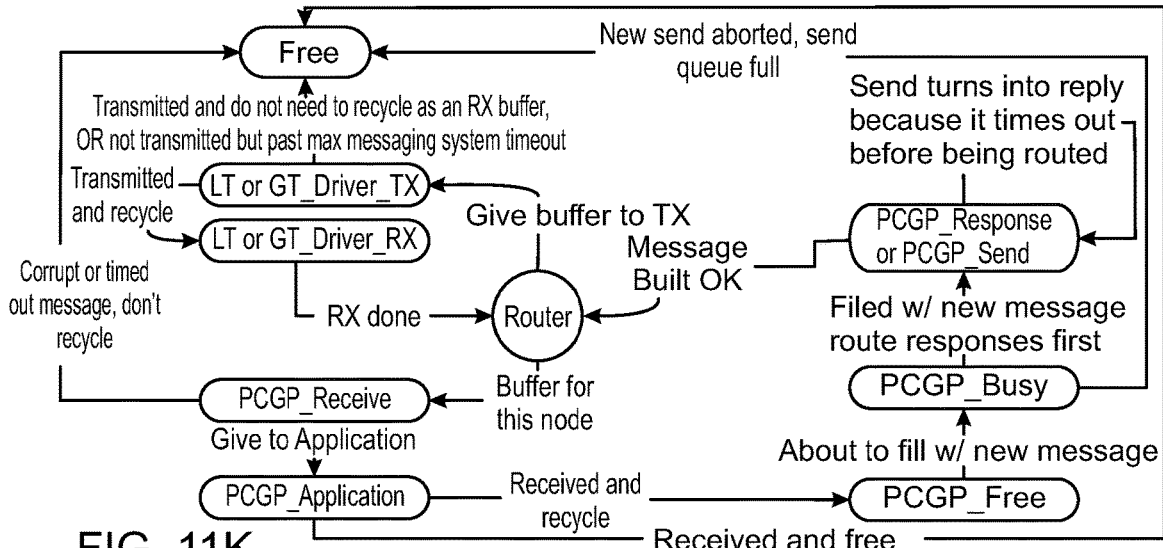 Free
New send aborted, send
queue full
Transmitted and do not need to recycle as an RX buffer,
OR not transmitted but past max messaging system timeout
Send turns into reply
because it times out
before being routed
Transmitted
and recycle
LT or GT_Driver_TX
LT or GT_Driver_RX
Give buffer to TX
Message
Built OK
PCGP_Response
or PCGP_Send
Corrupt or timed
out message, don't
recycle
RX done
Router
Filed w/ new message
route responses first
PCGP_Receive
Buffer for
this node
PCGP_Busy
Give to Application
About to fill w/ new message
PCGP_Application
Received and
recycle
PCGP_Free
Received and free
FIG. 11K